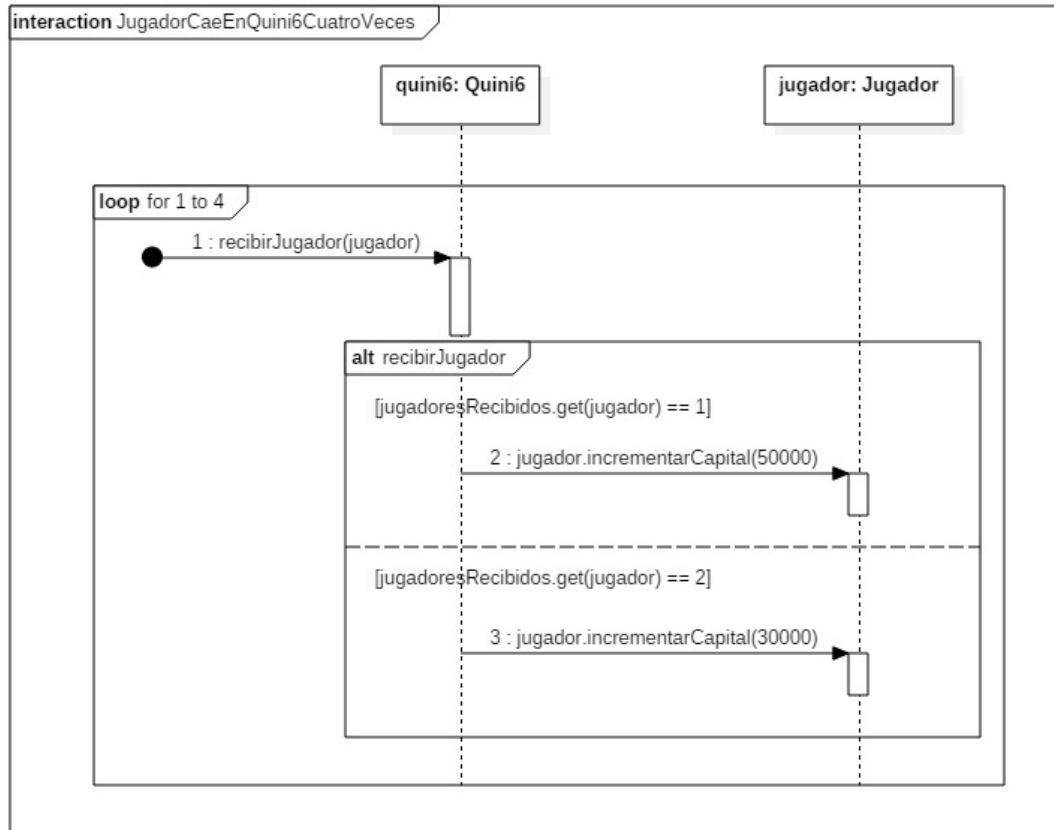 interaction JugadorCaeEnQuini6CuatroVeces
quini6: Quini6
jugador: Jugador
loop for 1 to 4
1 : recibirJugador(jugador)
alt recibirJugador
[jugadoresRecibidos.get(jugador) == 1]
2 : jugador.incrementarCapital(50000)
[jugadoresRecibidos.get(jugador) == 2]
3 : jugador.incrementarCapital(30000)